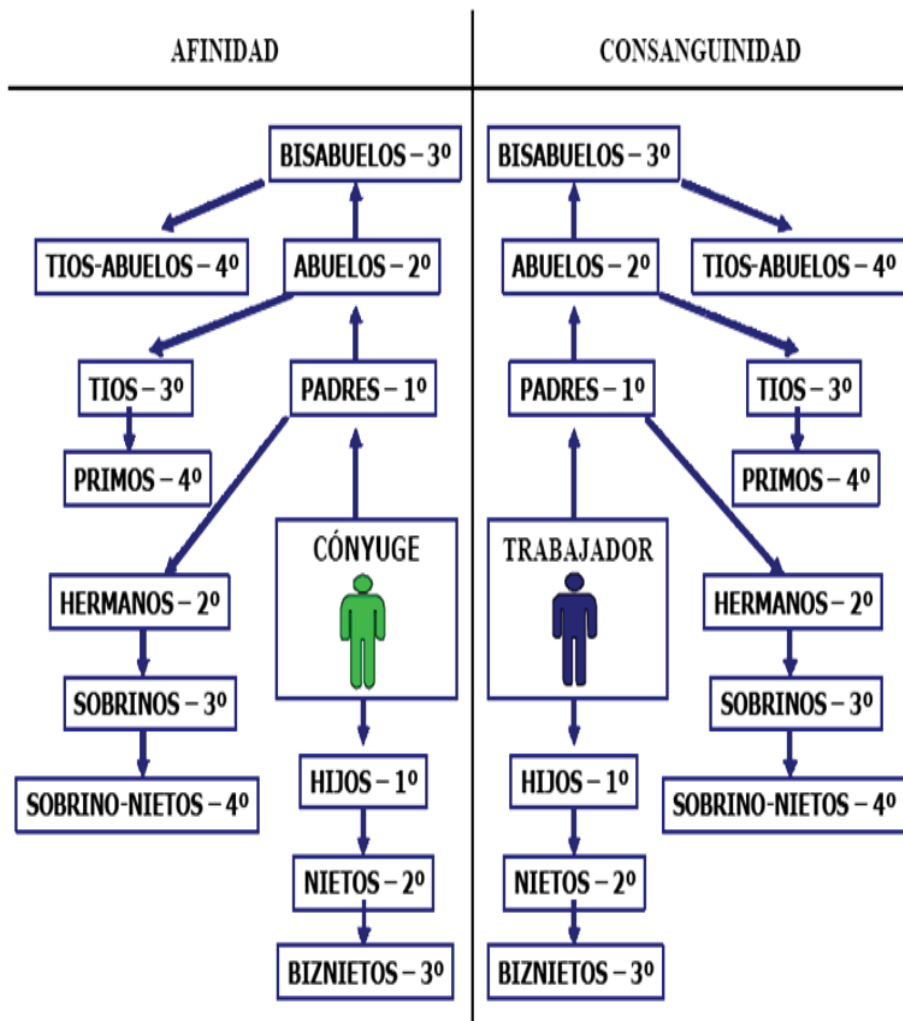 AFINIDAD
CONSANGUINIDAD
BISABUELOS – 3º
BISABUELOS – 3º
TIOS-ABUELOS – 4º
ABUELOS – 2º
ABUELOS – 2º
TIOS-ABUELOS – 4º
TIOS – 3º
PADRES – 1º
PADRES – 1º
TIOS – 3º
PRIMOS – 4º
PRIMOS – 4º
CÓNYUGE
TRABAJADOR
HERMANOS – 2º
HERMANOS – 2º
SOBRINOS – 3º
SOBRINOS – 3º
HIJOS – 1º
HIJOS – 1º
SOBRINO-NIETOS – 4º
SOBRINO-NIETOS – 4º
NIETOS – 2º
NIETOS – 2º
BIZNIETOS – 3º
BIZNIETOS – 3º